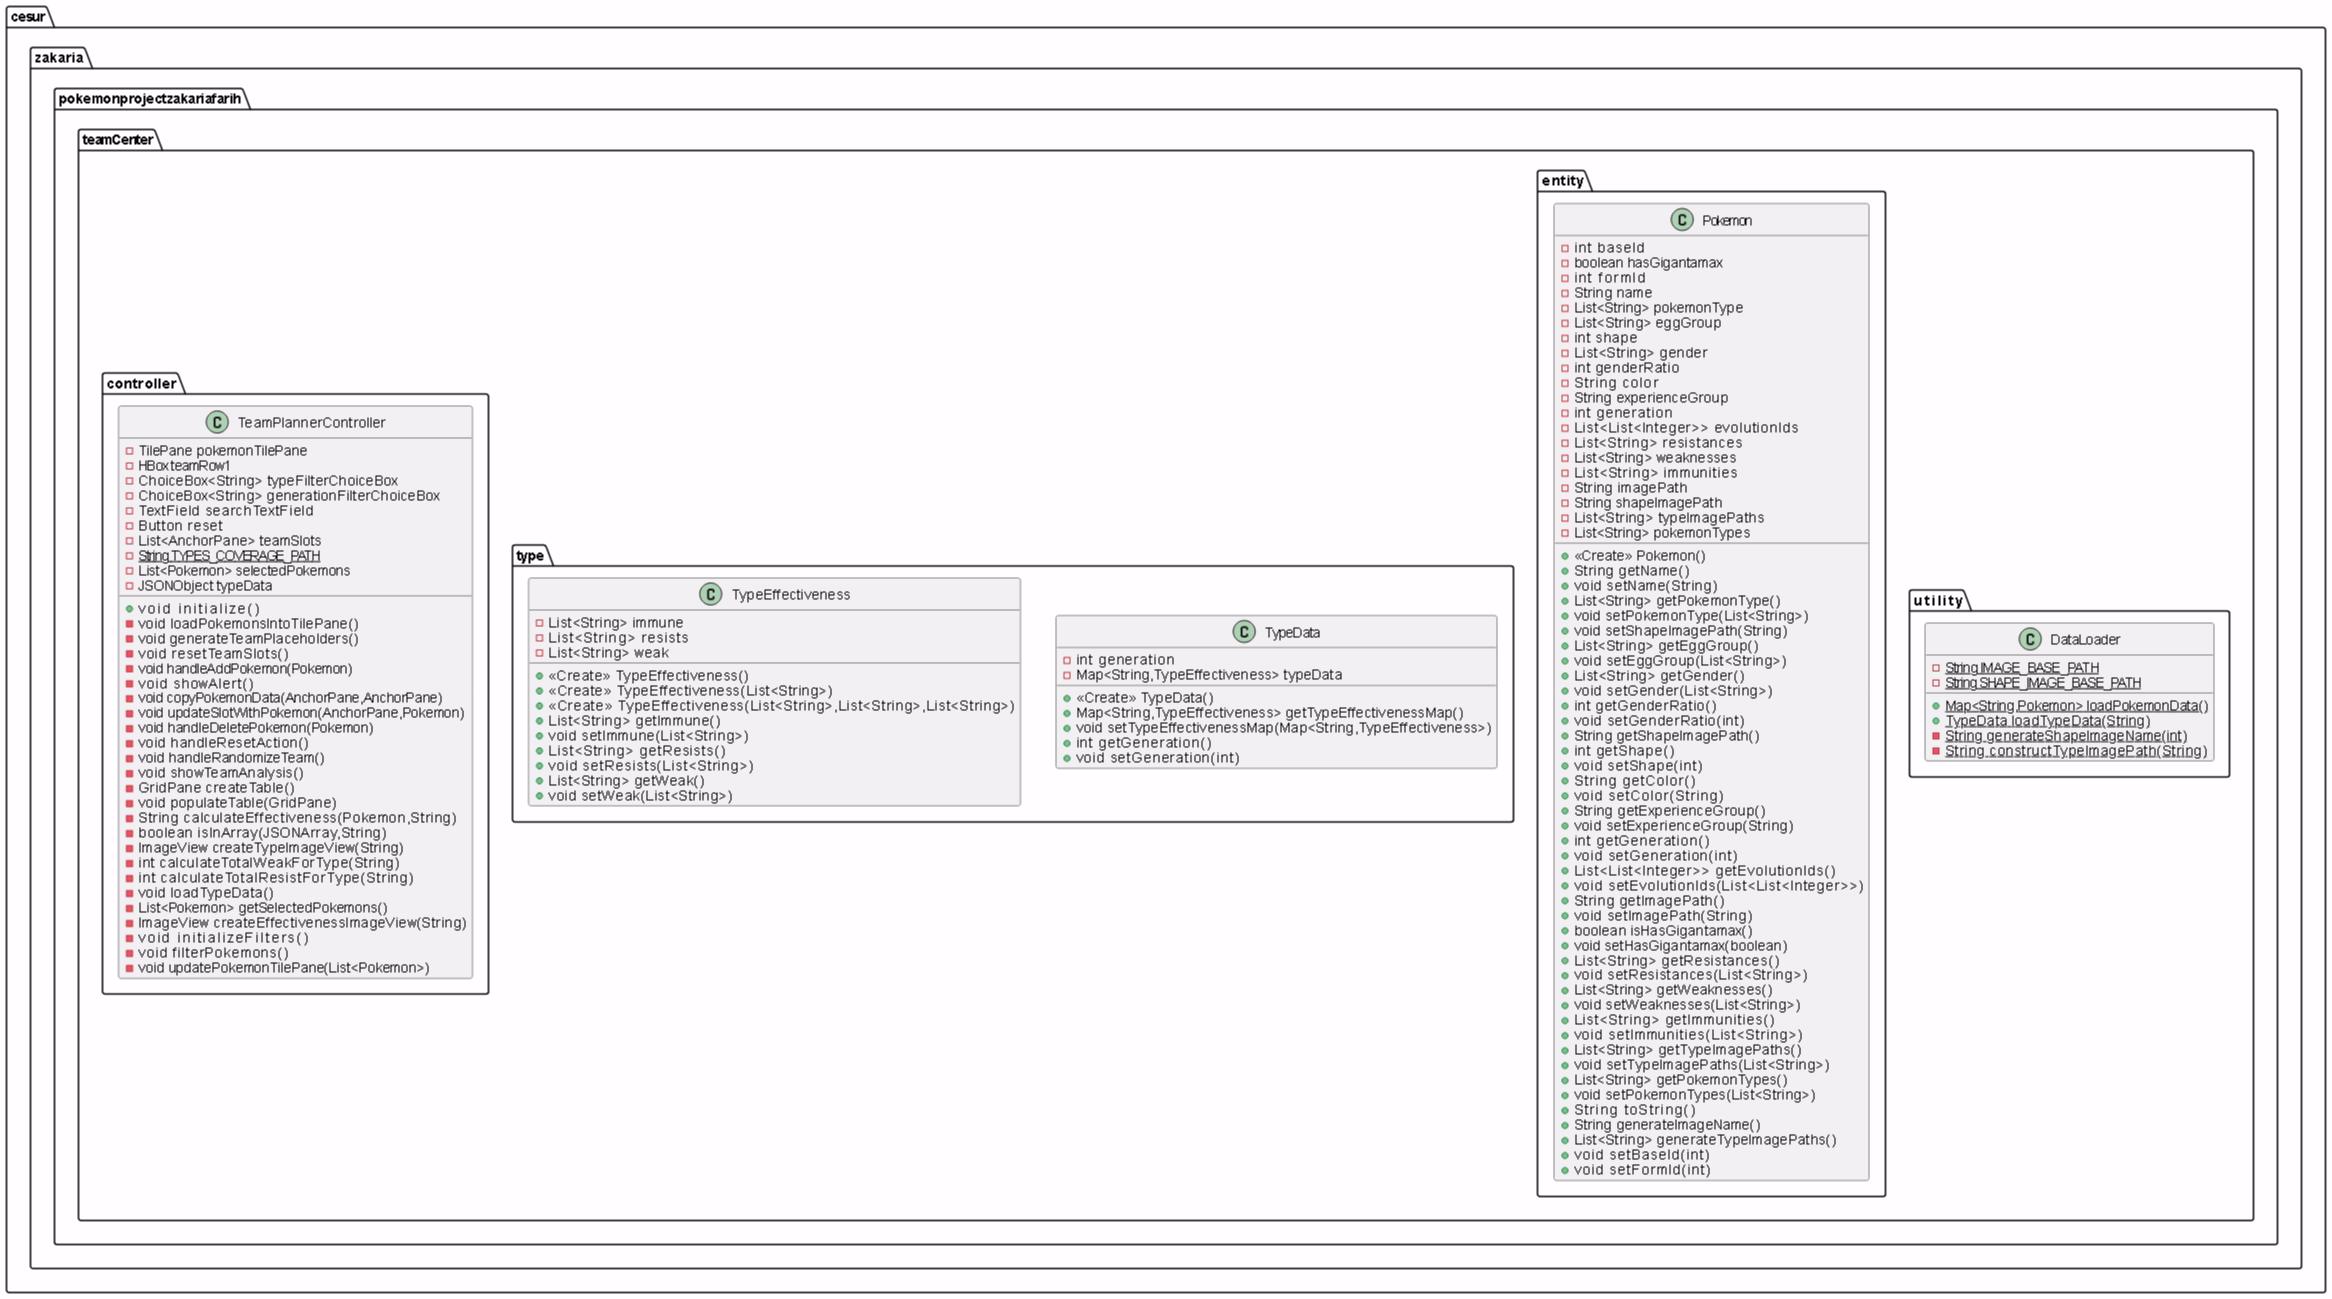 cesur
zakaria
pokemonprojectzakariafarih
teamCenter
controller
C TeamPlannerController
TilePane pokemonTilePane
HBox teamRow1
ChoiceBox<String> typeFilterChoiceBox
ChoiceBox<String> generationFilterChoiceBox
TextField searchTextField
Button reset
List<AnchorPane> teamSlots
String TYPES_COVERAGE_PATH
List<Pokemon> selectedPokemons
JSONObject typeData
void initialize()
void loadPokemonsIntoTilePane()
void generateTeamPlaceholders()
void resetTeamSlots()
void handleAddPokemon(Pokemon)
void showAlert()
void copyPokemonData(AnchorPane,AnchorPane)
void updateSlotWithPokemon(AnchorPane,Pokemon)
void handleDeletePokemon(Pokemon)
void handleResetAction()
void handleRandomizeTeam()
void showTeamAnalysis()
GridPane createTable()
void populateTable(GridPane)
String calculateEffectiveness(Pokemon,String)
boolean isInArray(JSONArray,String)
ImageView createTypeImageView(String)
int calculateTotalWeakForType(String)
int calculateTotalResistForType(String)
void loadTypeData()
List<Pokemon> getSelectedPokemons()
ImageView createEffectivenessImageView(String)
void initializeFilters()
void filterPokemons()
void updatePokemonTilePane(List<Pokemon>)
type
C TypeEffectiveness
List<String> immune
List<String> resists
List<String> weak
«Create» TypeEffectiveness()
«Create» TypeEffectiveness(List<String>)
«Create» TypeEffectiveness(List<String>,List<String>,List<String>)
List<String> getImmune()
void setImmune(List<String>)
List<String> getResists()
void setResists(List<String>)
List<String> getWeak()
void setWeak(List<String>)
C TypeData
int generation
Map<String,TypeEffectiveness> typeData
«Create» TypeData()
Map<String,TypeEffectiveness> getTypeEffectivenessMap()
void setTypeEffectivenessMap(Map<String,TypeEffectiveness>)
int getGeneration()
void setGeneration(int)
entity
C Pokemon
int baseId
boolean hasGigantamax
int formId
String name
List<String> pokemonType
List<String> eggGroup
int shape
List<String> gender
int genderRatio
String color
String experienceGroup
int generation
List<List<Integer>> evolutionIds
List<String> resistances
List<String> weaknesses
List<String> immunities
String imagePath
String shapeImagePath
List<String> typeImagePaths
List<String> pokemonTypes
«Create» Pokemon()
String getName()
void setName(String)
List<String> getPokemonType()
void setPokemonType(List<String>)
void setShapeImagePath(String)
List<String> getEggGroup()
void setEggGroup(List<String>)
List<String> getGender()
void setGender(List<String>)
int getGenderRatio()
void setGenderRatio(int)
String getShapeImagePath()
int getShape()
void setShape(int)
String getColor()
void setColor(String)
String getExperienceGroup()
void setExperienceGroup(String)
int getGeneration()
void setGeneration(int)
List<List<Integer>> getEvolutionIds()
void setEvolutionIds(List<List<Integer>>)
String getImagePath()
void setImagePath(String)
boolean isHasGigantamax()
void setHasGigantamax(boolean)
List<String> getResistances()
void setResistances(List<String>)
List<String> getWeaknesses()
void setWeaknesses(List<String>)
List<String> getImmunities()
void setImmunities(List<String>)
List<String> getTypeImagePaths()
void setTypeImagePaths(List<String>)
List<String> getPokemonTypes()
void setPokemonTypes(List<String>)
String toString()
String generateImageName()
List<String> generateTypeImagePaths()
void setBaseId(int)
void setFormId(int)
utility
C DataLoader
String IMAGE_BASE_PATH
String SHAPE_IMAGE_BASE_PATH
Map<String,Pokemon> loadPokemonData()
TypeData loadTypeData(String)
String generateShapeImageName(int)
String constructTypeImagePath(String)